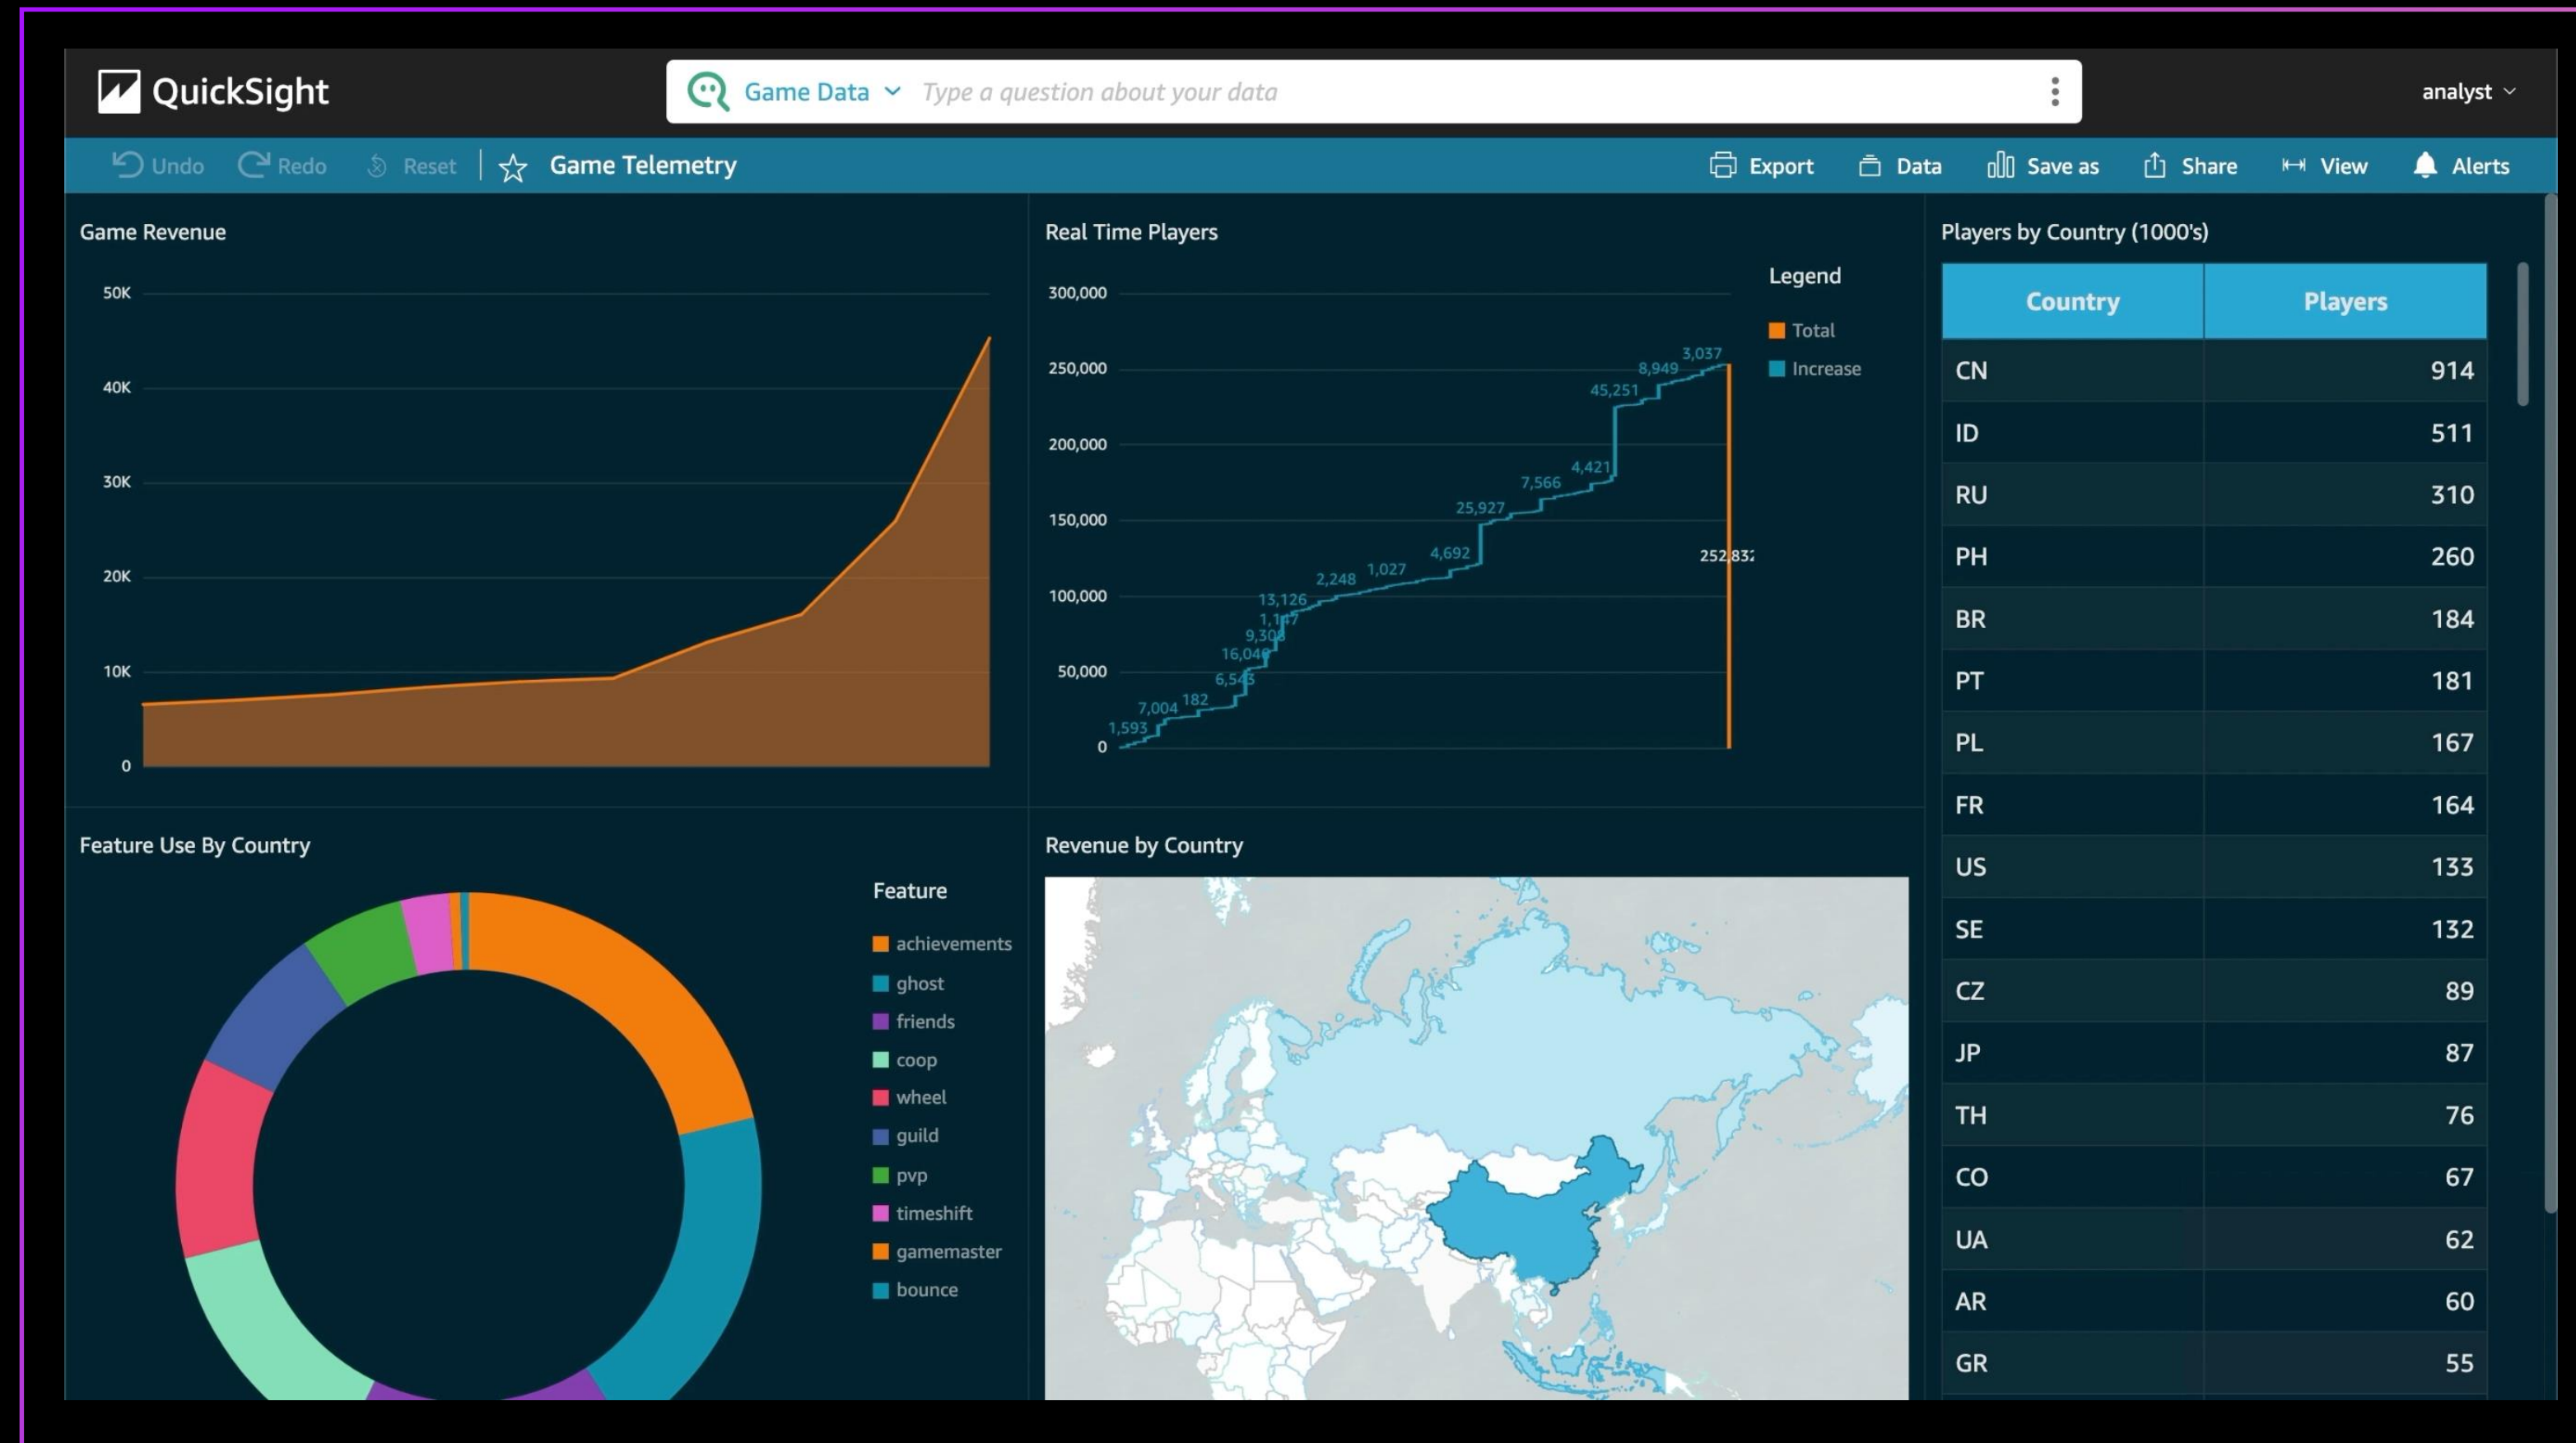 QuickSight
Game Data Type a question about your data
analyst
Undo Redo Reset Game Telemetry
Export Data Save as Share View Alerts
Game Revenue
50K
40K
30K
20K
10K
0
Real Time Players
300,000
250,000
200,000
150,000
100,000
50,000
0
1,593
7,004
182
6,543
16,046
9,308
1,147
13,126
2,248
1,027
4,692
25,927
7,566
4,421
45,251
8,949
3,037
Legend
Total
Increase
Feature Use By Country
Feature
achievements
ghost
friends
coop
wheel
guild
pvp
timeshift
gamemaster
bounce
Revenue by Country
Players by Country (1000's)
Country Players
CN 914
ID 511
RU 310
PH 260
BR 184
PT 181
PL 167
FR 164
US 133
SE 132
CZ 89
JP 87
TH 76
CO 67
UA 62
AR 60
GR 55